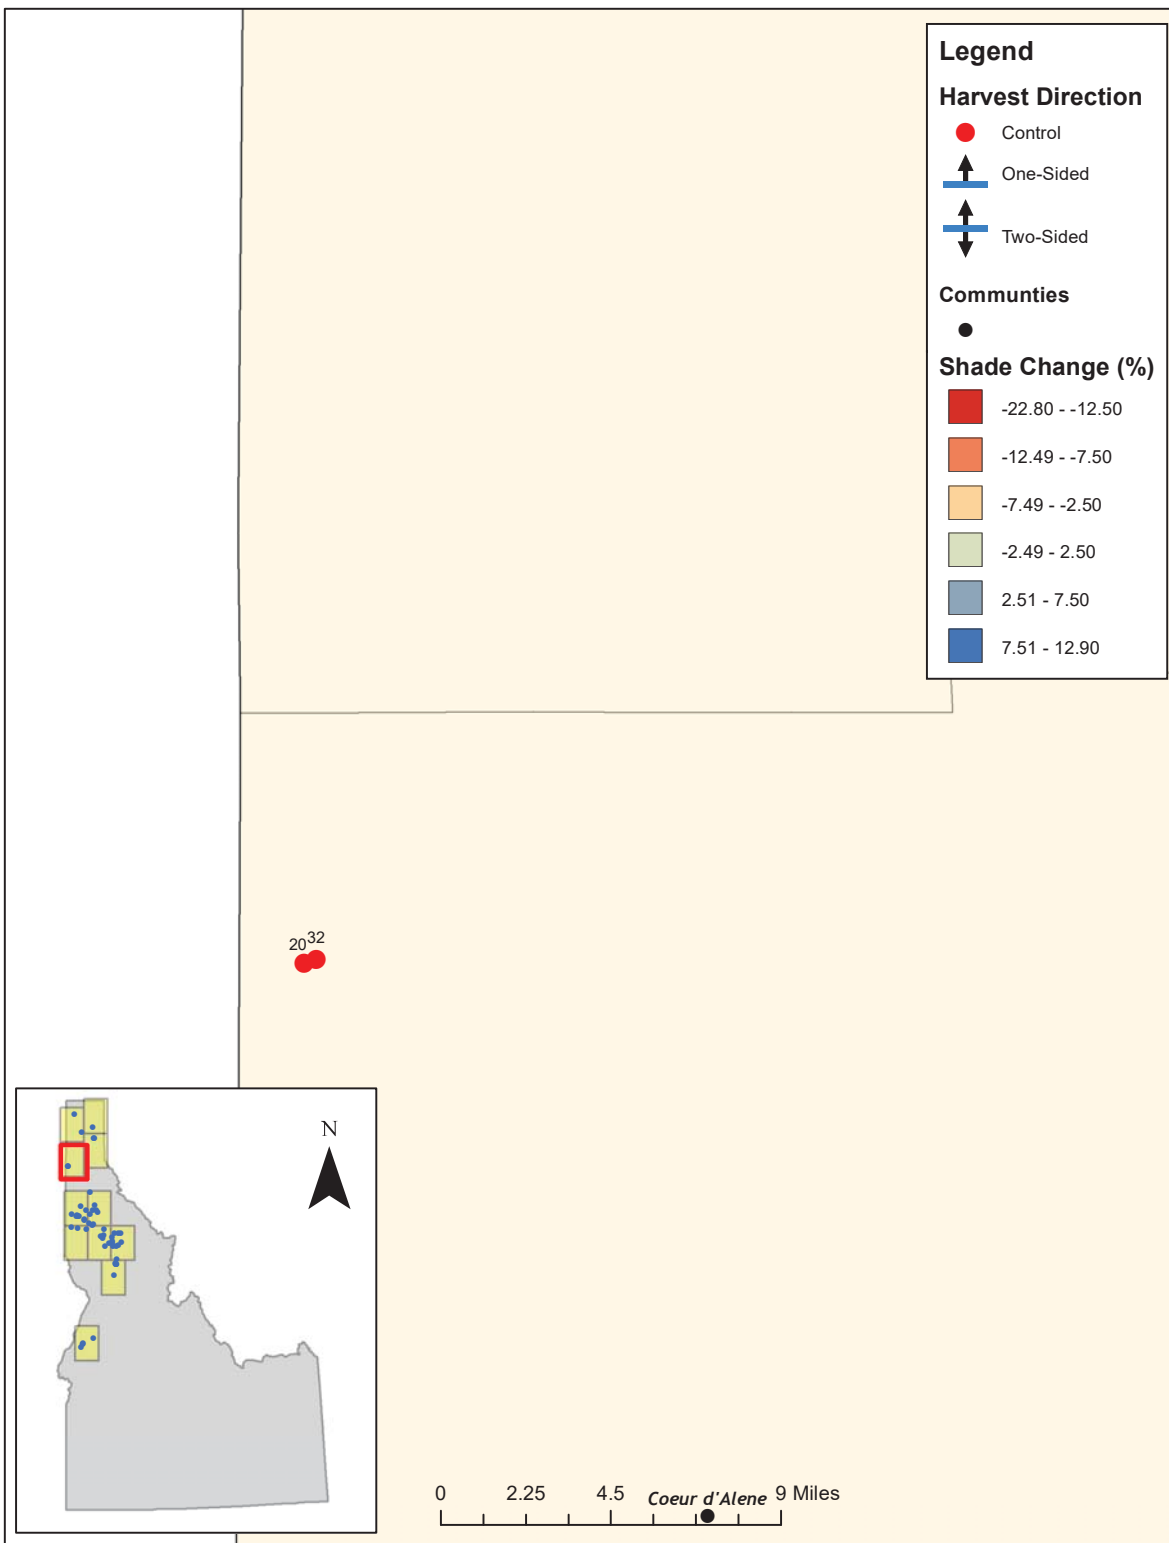 Legend
Harvest Direction
Control
One-Sided
Two-Sided
Communties
Shade Change (%)
-22.80 - -12.50
-12.49 - -7.50
-7.49 - -2.50
-2.49 - 2.50
2.51 - 7.50
7.51 - 12.90
20 32
N
0 2.25 4.5 9 Miles
Coeur d'Alene